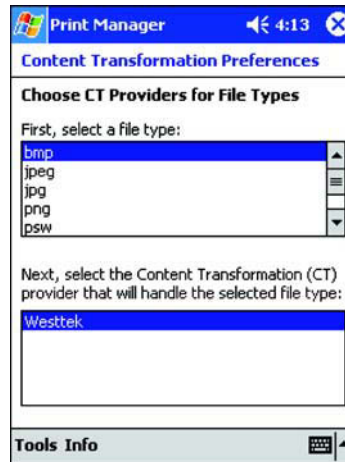 Print Manager 4:13
Content Transformation Preferences
Choose CT Providers for File Types
First, select a file type:
bmp
jpeg
jpg
png
psw
Next, select the Content Transformation (CT)
provider that will handle the selected file type:
Westtek
Tools Info